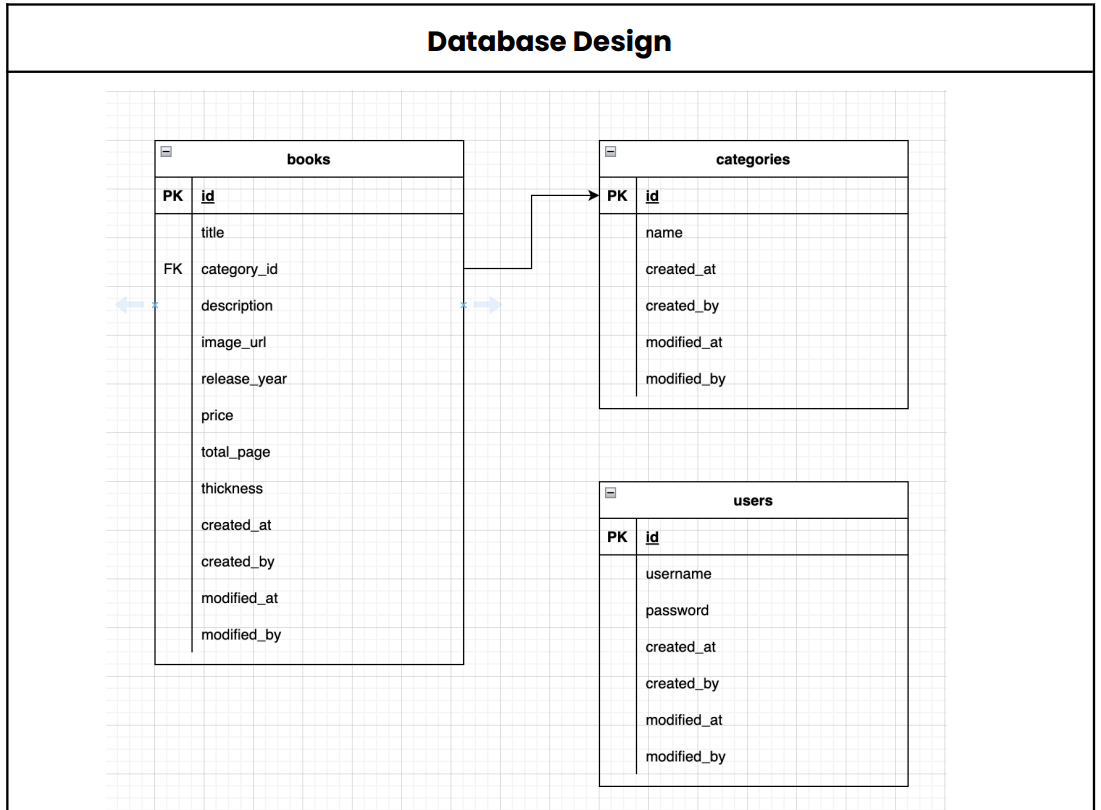 Database Design
books
PK id
title
FK category_id
description
image_url
release_year
price
total_page
thickness
created_at
created_by
modified_at
modified_by
categories
PK id
name
created_at
created_by
modified_at
modified_by
users
PK id
username
password
created_at
created_by
modified_at
modified_by